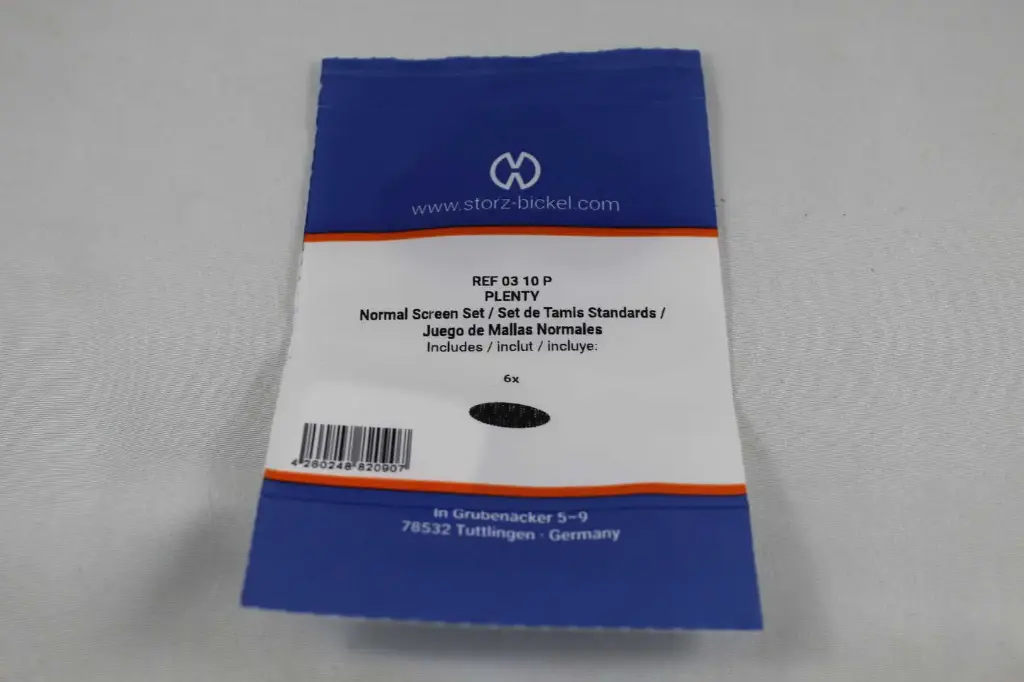 www.storz-bickel.com
REF 03 10 P
PLENTY
Normal Screen Set / Set de Tamis Standards /
Juego de Mallas Normales
Includes / inclut / incluye:
6x
4 260248 820907
In Grubenäcker 5–9
78532 Tuttlingen · Germany